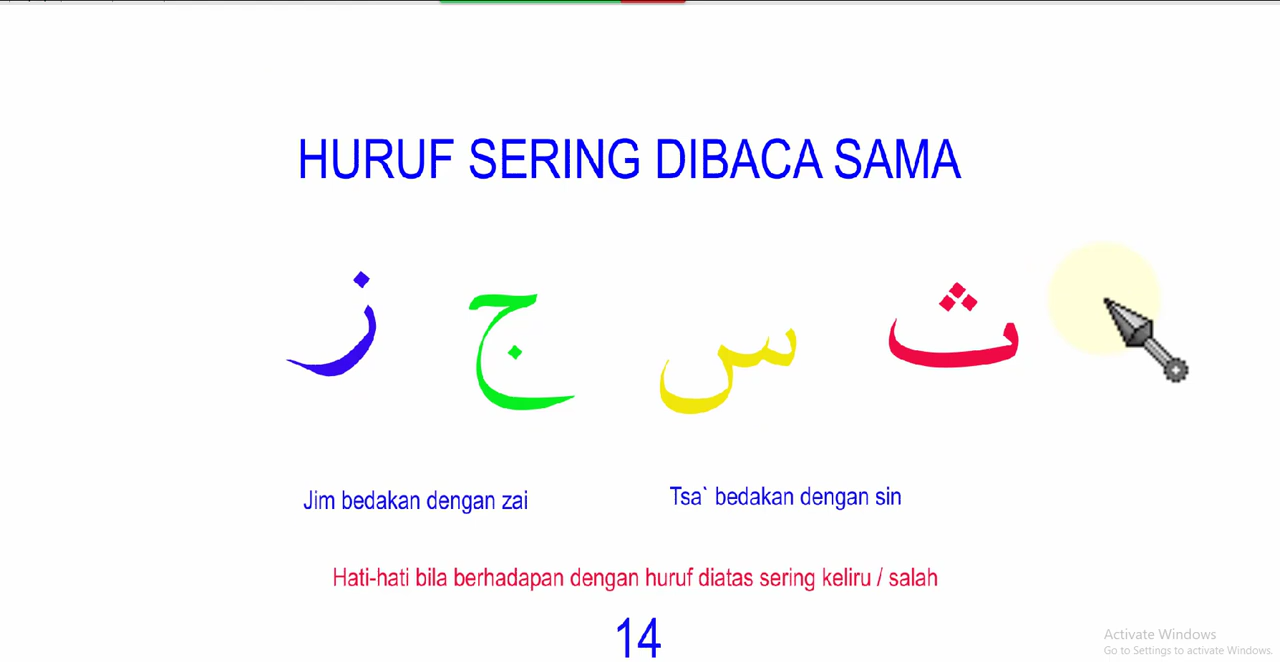 HURUF SERING DIBACA SAMA
ث س ج ز
Jim bedakan dengan zai
Tsa` bedakan dengan sin
Hati-hati bila berhadapan dengan huruf diatas sering keliru / salah
14
Activate Windows
Go to Settings to activate Windows.